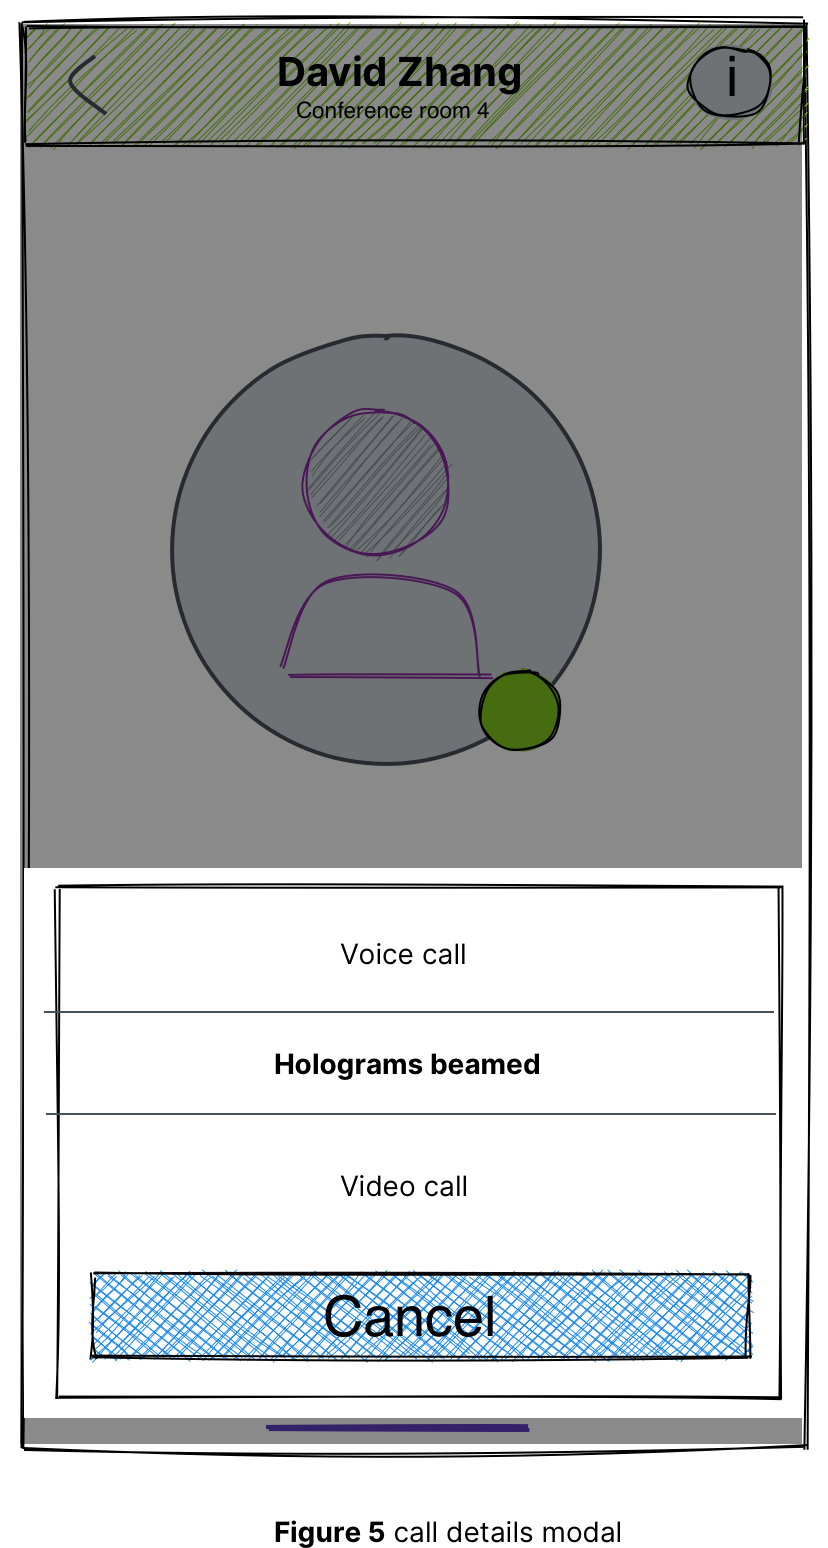 David Zhang
i
Conference room 4
Voice call
Holograms beamed
Video call
Cancel
Figure 5 call details modal